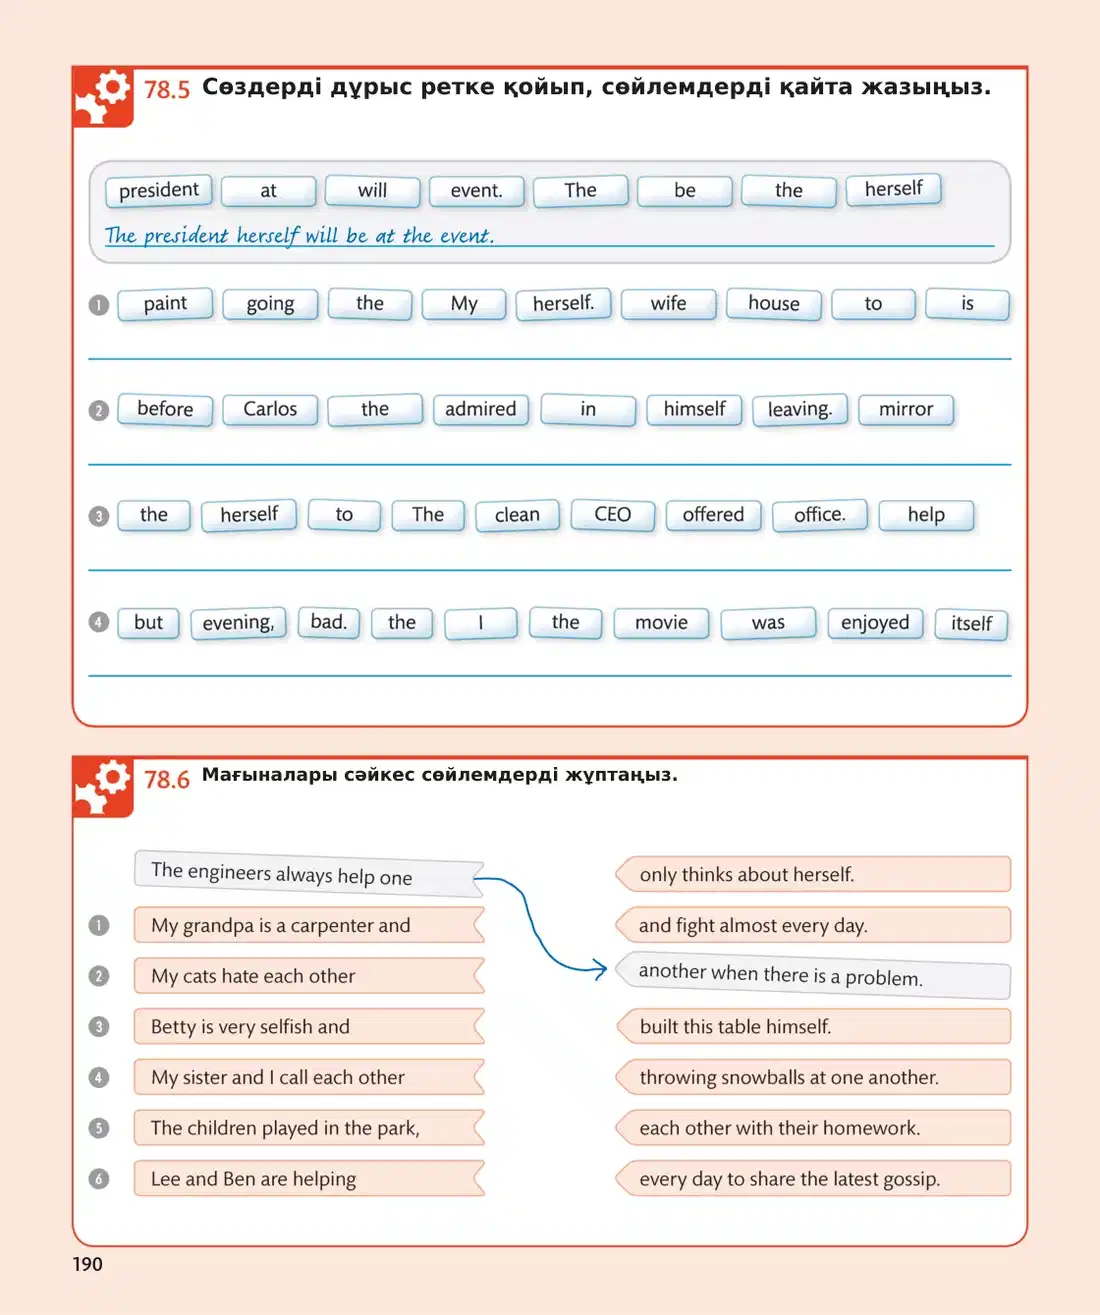 78.5 Сөздерді дұрыс ретке қойып, сөйлемдерді қайта жазыңыз.
president at will event. The be the herself
The president herself will be at the event.
1 paint going the My herself. wife house to is
2 before Carlos the admired in himself leaving. mirror
3 the herself to The clean CEO offered office. help
4 but evening, bad. the I the movie was enjoyed itself
78.6 Мағыналары сәйкес сөйлемдерді жұптаңыз.
The engineers always help one
only thinks about herself.
1 My grandpa is a carpenter and
and fight almost every day.
2 My cats hate each other
another when there is a problem.
3 Betty is very selfish and
built this table himself.
4 My sister and I call each other
throwing snowballs at one another.
5 The children played in the park,
each other with their homework.
6 Lee and Ben are helping
every day to share the latest gossip.
190